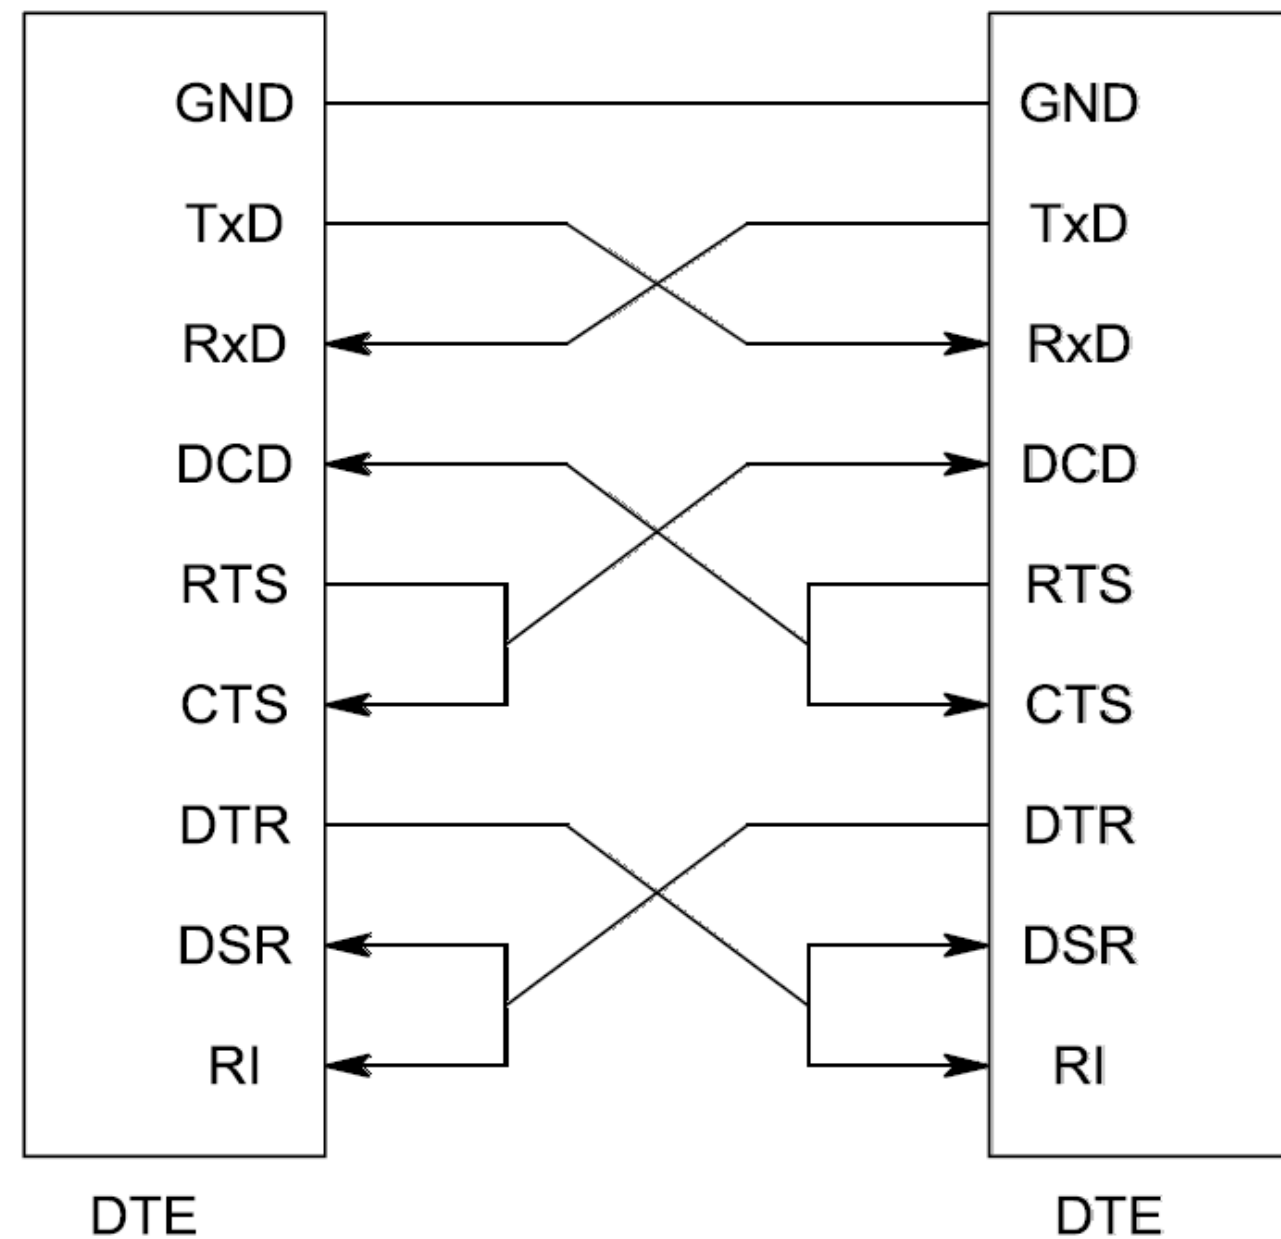 GND GND
TxD TxD
RxD RxD
DCD DCD
RTS RTS
CTS CTS
DTR DTR
DSR DSR
RI RI
DTE DTE